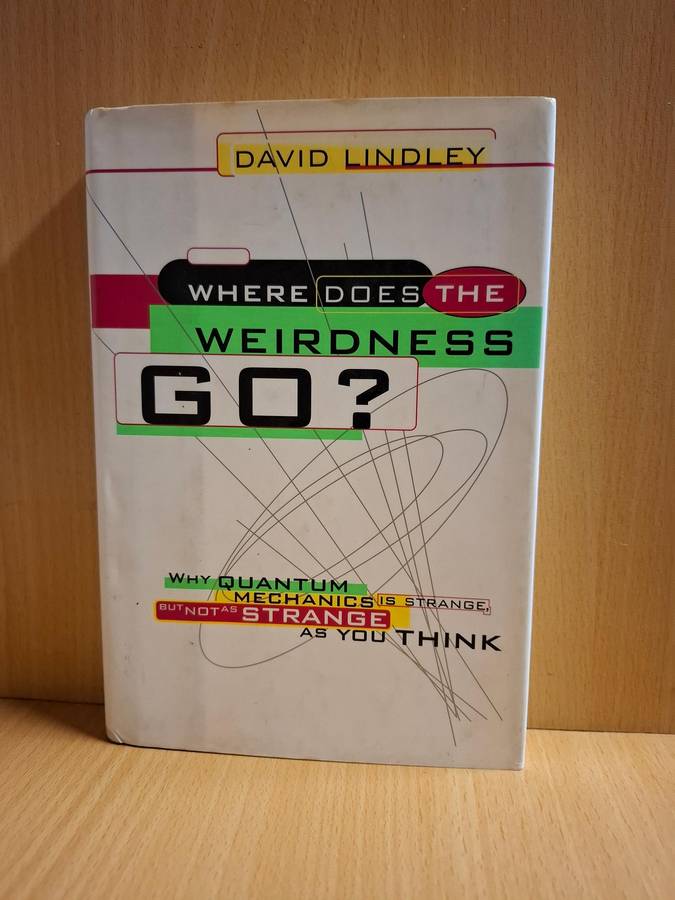 DAVID LINDLEY
WHERE DOES THE
WEIRDNESS
GO?
WHY QUANTUM
MECHANICS IS STRANGE,
BUT NOT AS STRANGE
AS YOU THINK